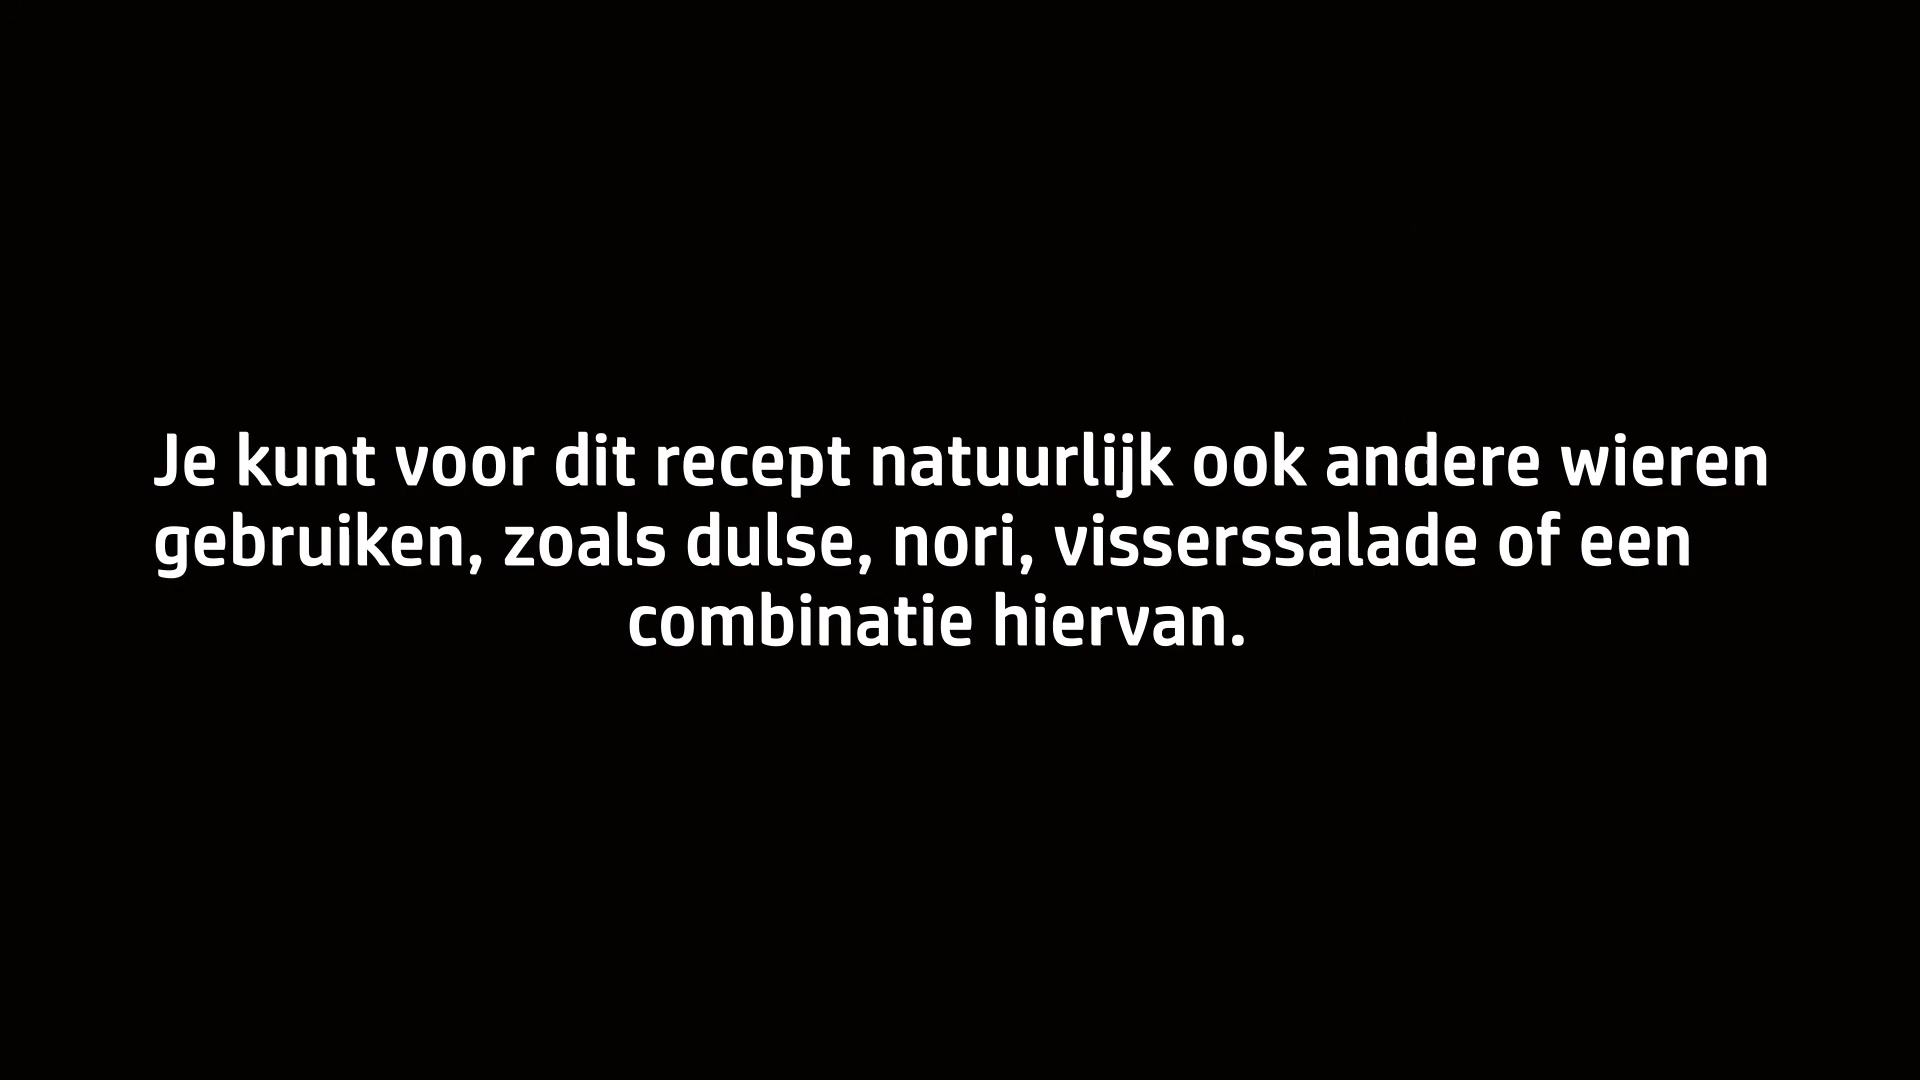 Je kunt voor dit recept natuurlijk ook andere wieren
gebruiken, zoals dulse, nori, visserssalade of een
combinatie hiervan.